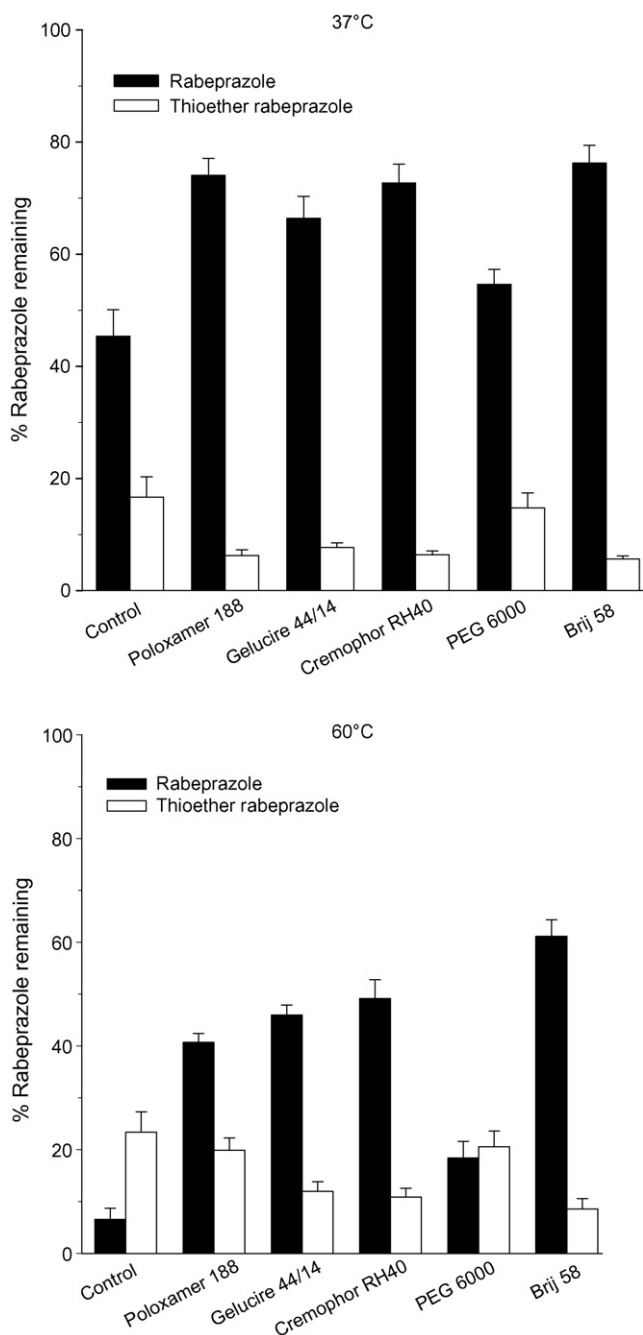 37°C
Rabeprazole
Thioether rabeprazole
% Rabeprazole remaining
100
80
60
40
20
0
Control
Poloxamer 188
Gelucire 44/14
Cremophor RH40
PEG 6000
Brij 58
60°C
Rabeprazole
Thioether rabeprazole
% Rabeprazole remaining
100
80
60
40
20
0
Control
Poloxamer 188
Gelucire 44/14
Cremophor RH40
PEG 6000
Brij 58